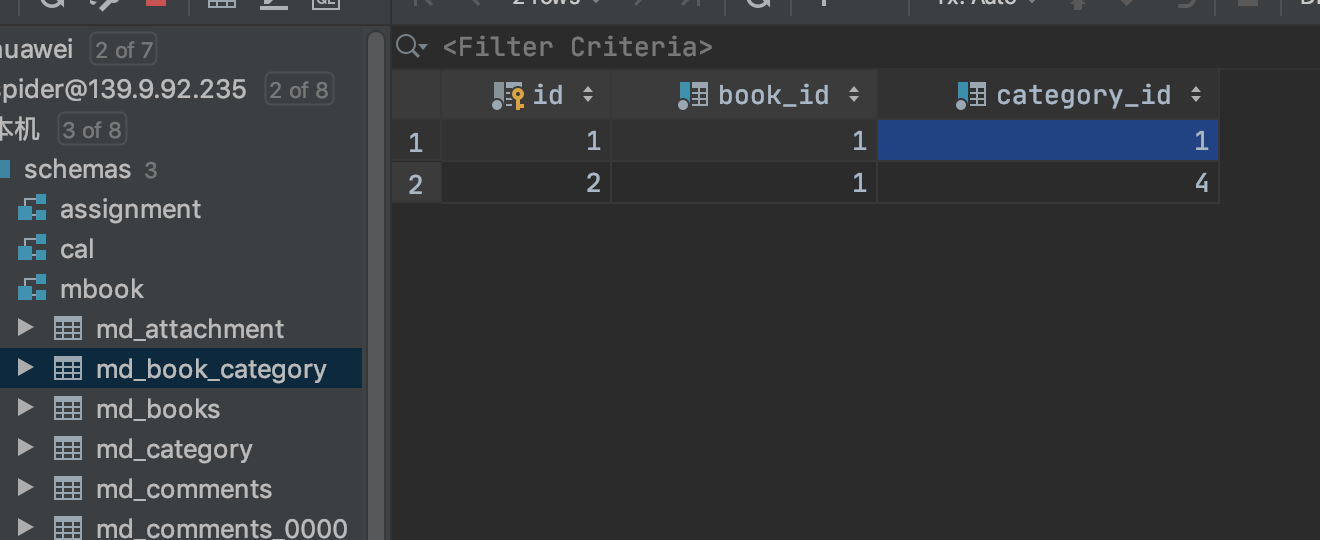 2 rows
Tx: Auto
huawei 2 of 7
spider@139.9.92.235 2 of 8
本机 3 of 8
schemas 3
assignment
cal
mbook
md_attachment
md_book_category
md_books
md_category
md_comments
md_comments_0000
<Filter Criteria>
id book_id category_id
1 1 1 1
2 2 1 4